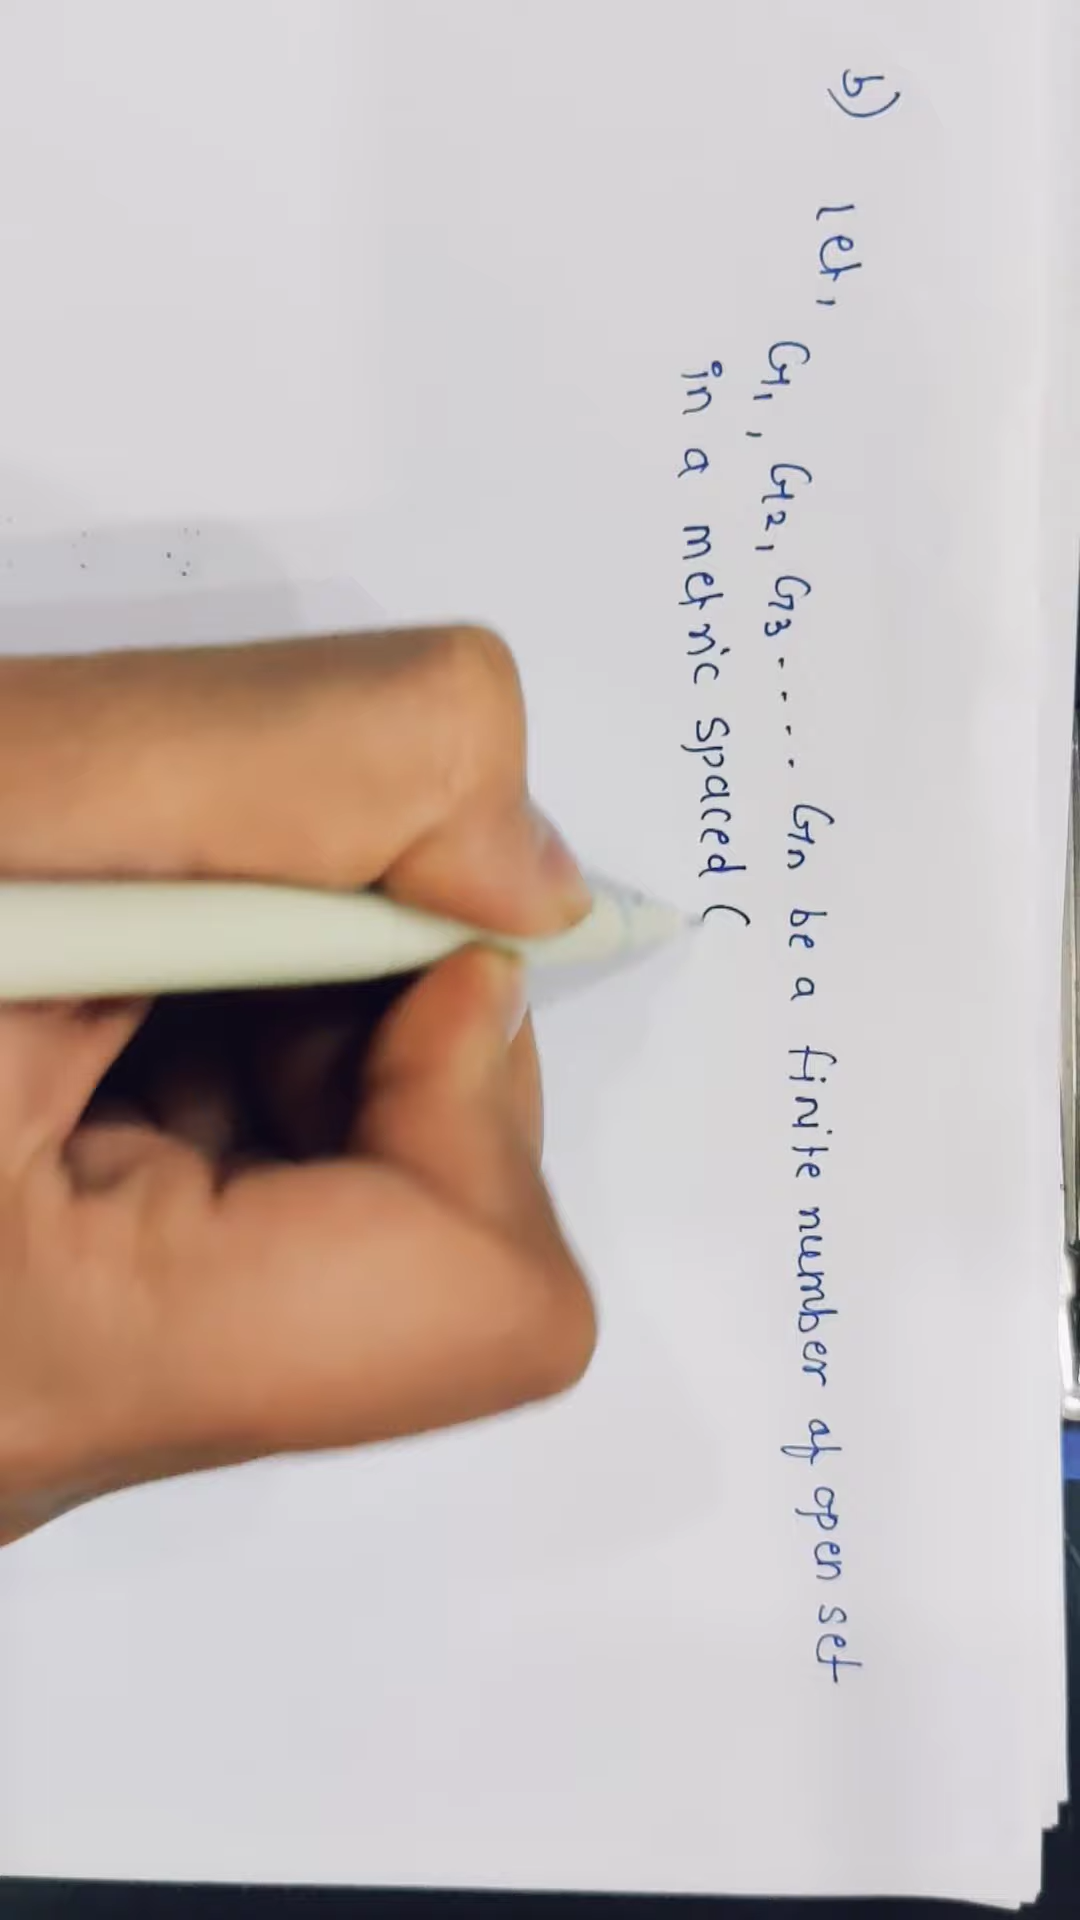 b) let,
G1, G2, G3 .... Gn be a finite number of open set
in a metric spaced (